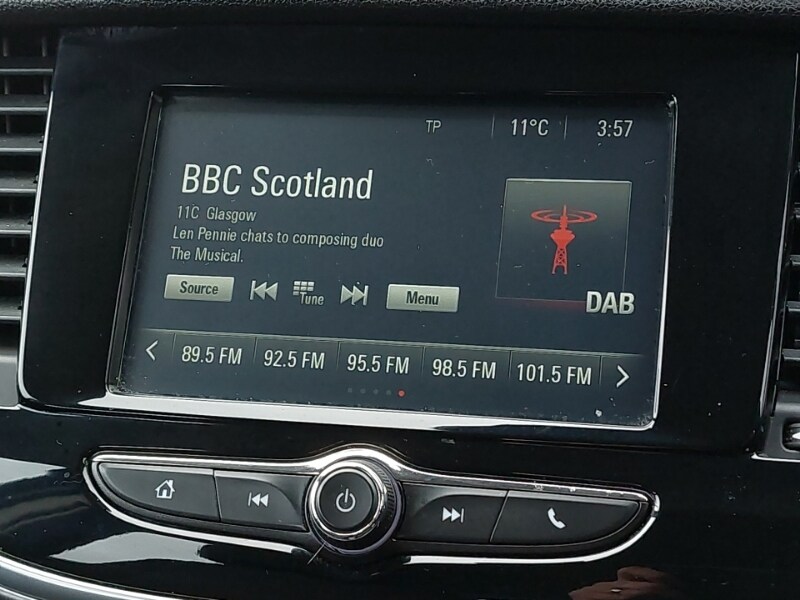 TP 11°C 3:57
BBC Scotland
11C Glasgow
Len Pennie chats to composing duo
The Musical.
DAB
Source Tune Menu
89.5 FM 92.5 FM 95.5 FM 98.5 FM 101.5 FM